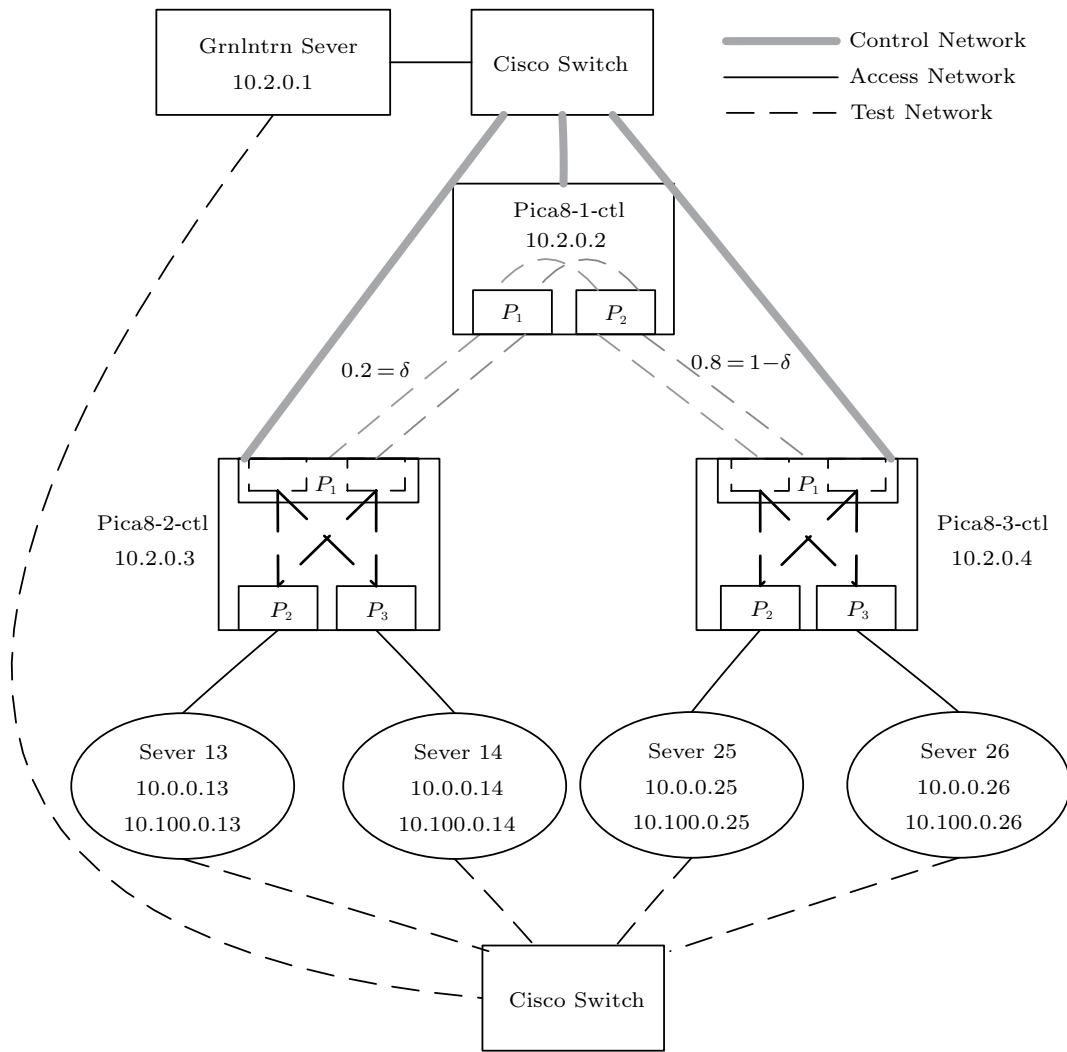 Grnlntrn Sever
10.2.0.1
Cisco Switch
Control Network
Access Network
Test Network
Pica8-1-ctl
10.2.0.2
P₁
P₂
0.2=δ
0.8=1−δ
P₁
Pica8-2-ctl
10.2.0.3
P₂
P₃
P₁
Pica8-3-ctl
10.2.0.4
P₂
P₃
Sever 13
10.0.0.13
10.100.0.13
Sever 14
10.0.0.14
10.100.0.14
Sever 25
10.0.0.25
10.100.0.25
Sever 26
10.0.0.26
10.100.0.26
Cisco Switch